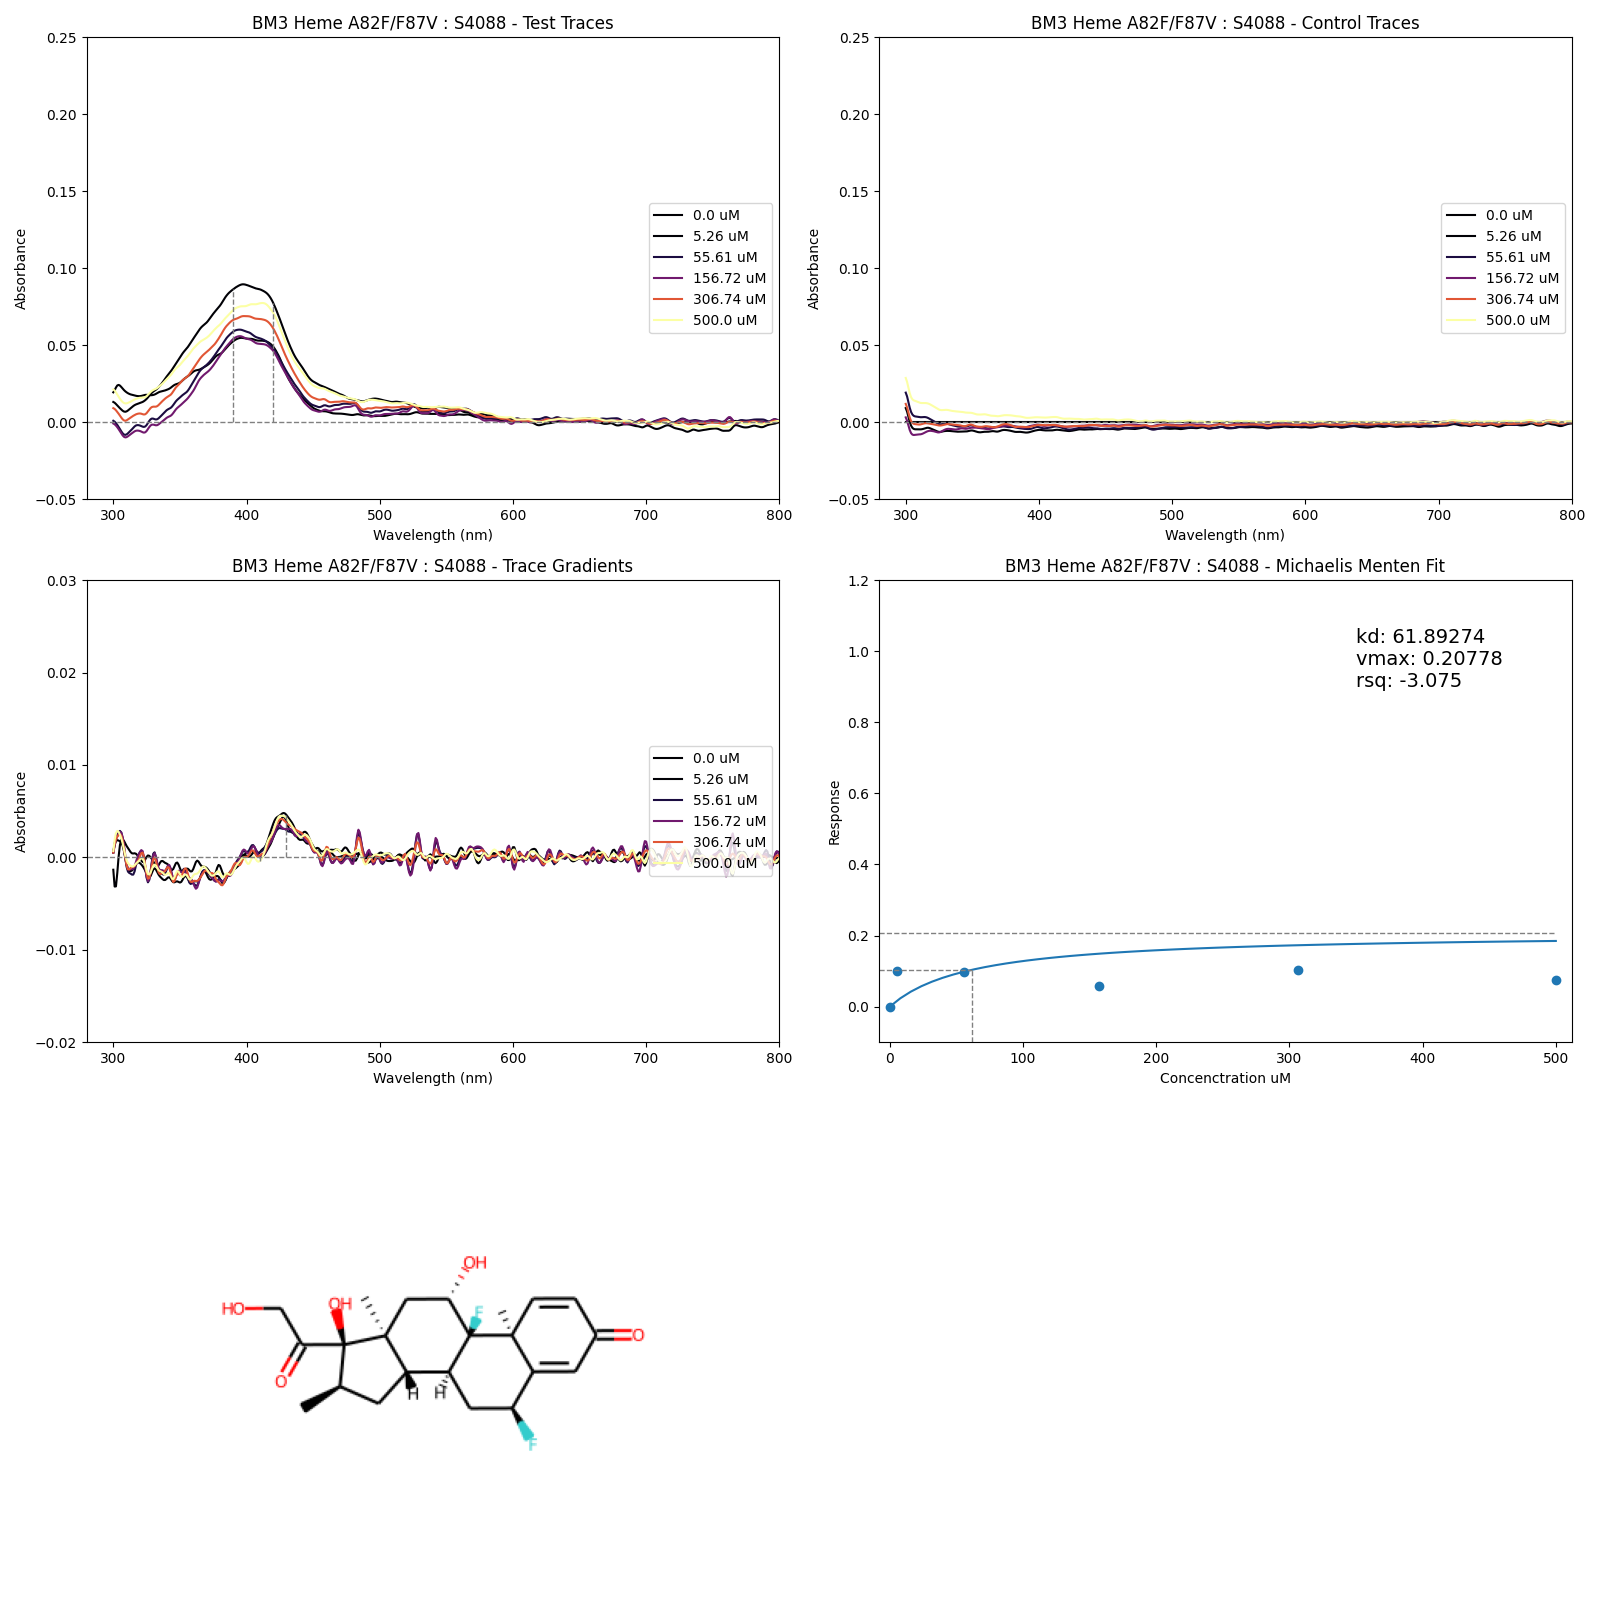 BM3 Heme A82F/F87V : S4088 - Test Traces
0.25
0.20
0.15
0.10
0.05
0.00
−0.05
Absorbance
300 400 500 600 700 800
Wavelength (nm)
0.0 uM
5.26 uM
55.61 uM
156.72 uM
306.74 uM
500.0 uM
BM3 Heme A82F/F87V : S4088 - Control Traces
0.25
0.20
0.15
0.10
0.05
0.00
−0.05
Absorbance
300 400 500 600 700 800
Wavelength (nm)
0.0 uM
5.26 uM
55.61 uM
156.72 uM
306.74 uM
500.0 uM
BM3 Heme A82F/F87V : S4088 - Trace Gradients
0.03
0.02
0.01
0.00
−0.01
−0.02
Absorbance
300 400 500 600 700 800
Wavelength (nm)
0.0 uM
5.26 uM
55.61 uM
156.72 uM
306.74 uM
500.0 uM
BM3 Heme A82F/F87V : S4088 - Michaelis Menten Fit
1.2
1.0
0.8
0.6
0.4
0.2
0.0
Response
0 100 200 300 400 500
Concenctration uM
kd: 61.89274
vmax: 0.20778
rsq: -3.075
OH
HO
OH
F
O
O
H
H
F